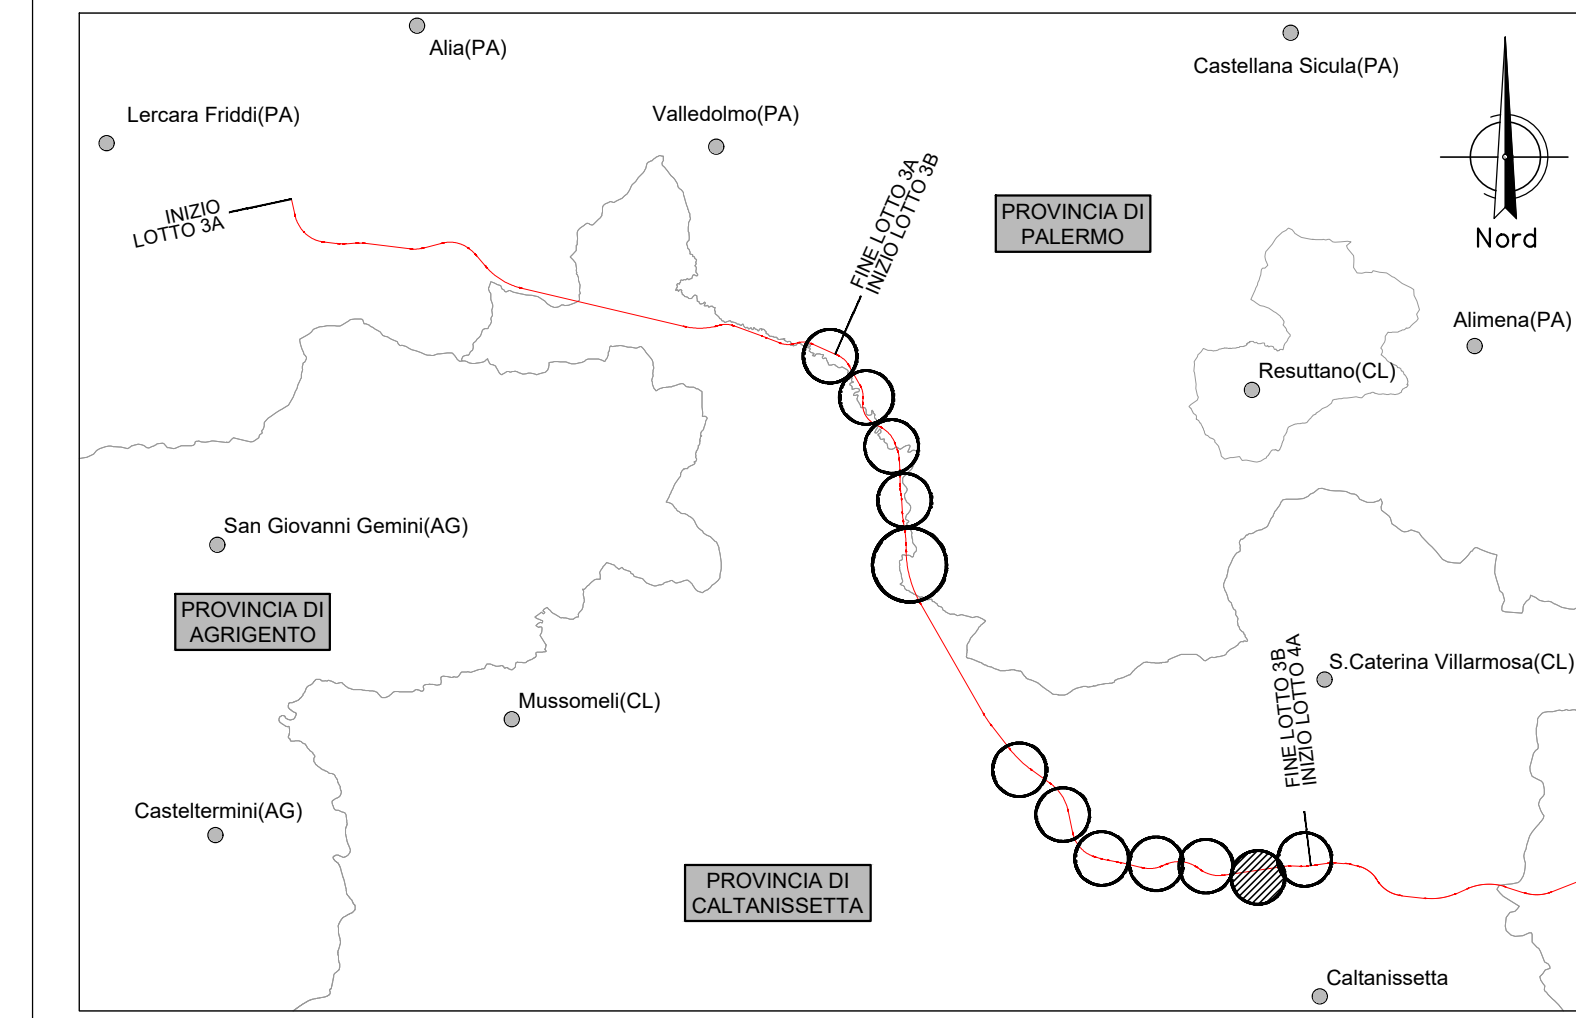 Alia(PA)
Castellana Sicula(PA)
Lercara Friddi(PA)
Valledolmo(PA)
INIZIO
LOTTO 3A
FINE LOTTO 3A
INIZIO LOTTO 3B
PROVINCIA DI
PALERMO
Nord
Alimena(PA)
Resuttano(CL)
San Giovanni Gemini(AG)
PROVINCIA DI
AGRIGENTO
Mussomeli(CL)
FINE LOTTO 3B
INIZIO LOTTO 4A
S.Caterina Villarmosa(CL)
Casteltermini(AG)
PROVINCIA DI
CALTANISSETTA
Caltanissetta